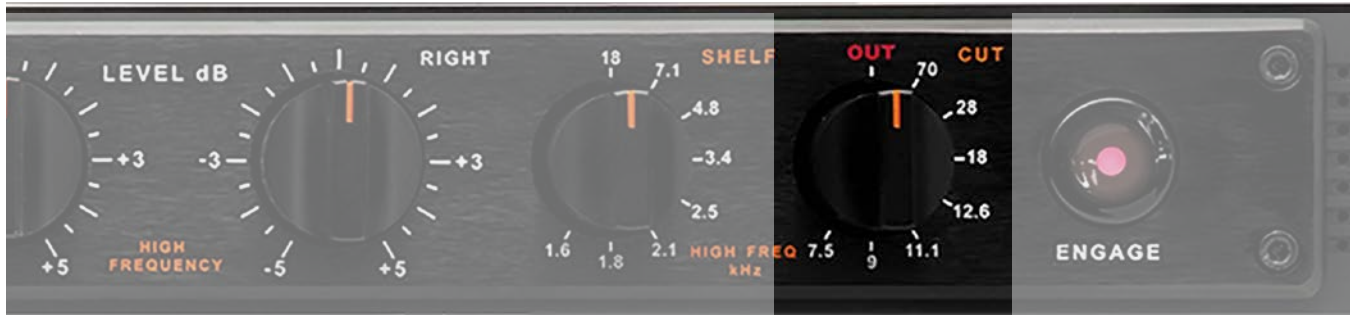 LEVEL dB
+3
+5
HIGH
FREQUENCY
RIGHT
-3
+3
-5
+5
SHELF
18
7.1
4.8
3.4
2.5
2.1
1.8
1.6
HIGH FREQ
kHz
OUT
CUT
70
28
18
12.6
11.1
9
7.5
ENGAGE